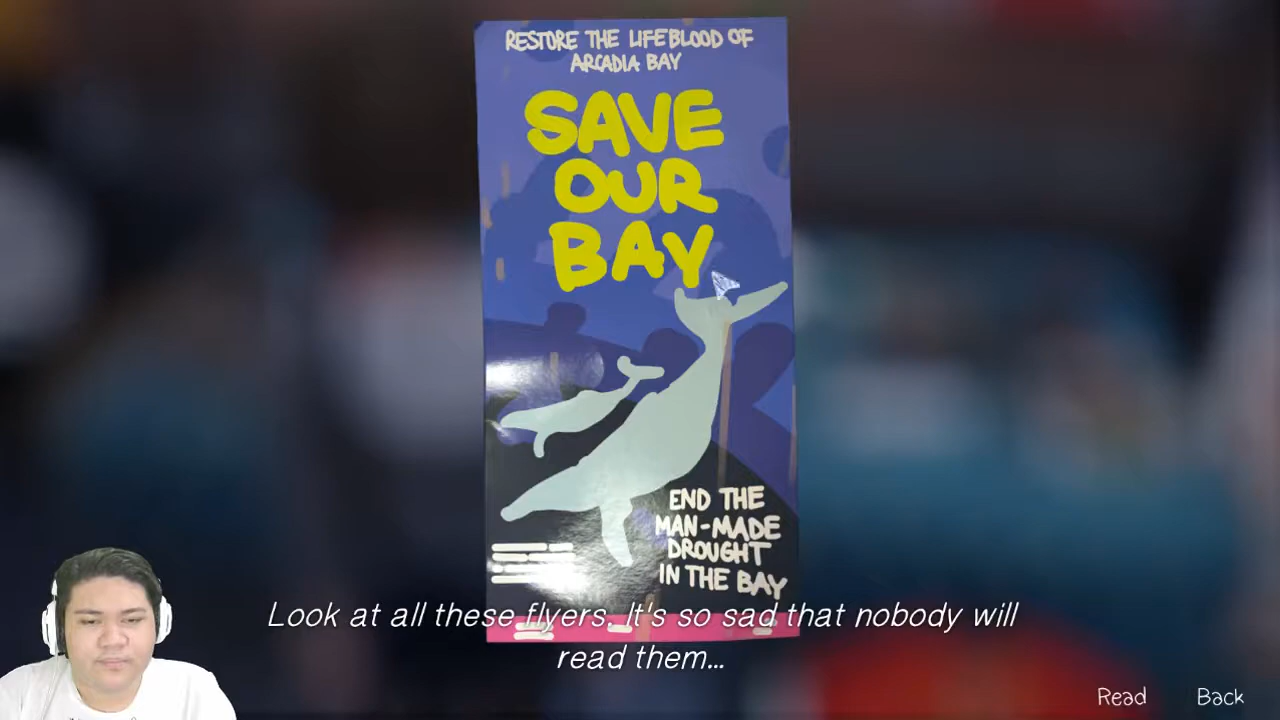 RESTORE THE LIFEBLOOD OF
ARCADIA BAY
SAVE
OUR
BAY
END THE
MAN-MADE
DROUGHT
IN THE BAY
Look at all these flyers. It's so sad that nobody will
read them...
Read Back